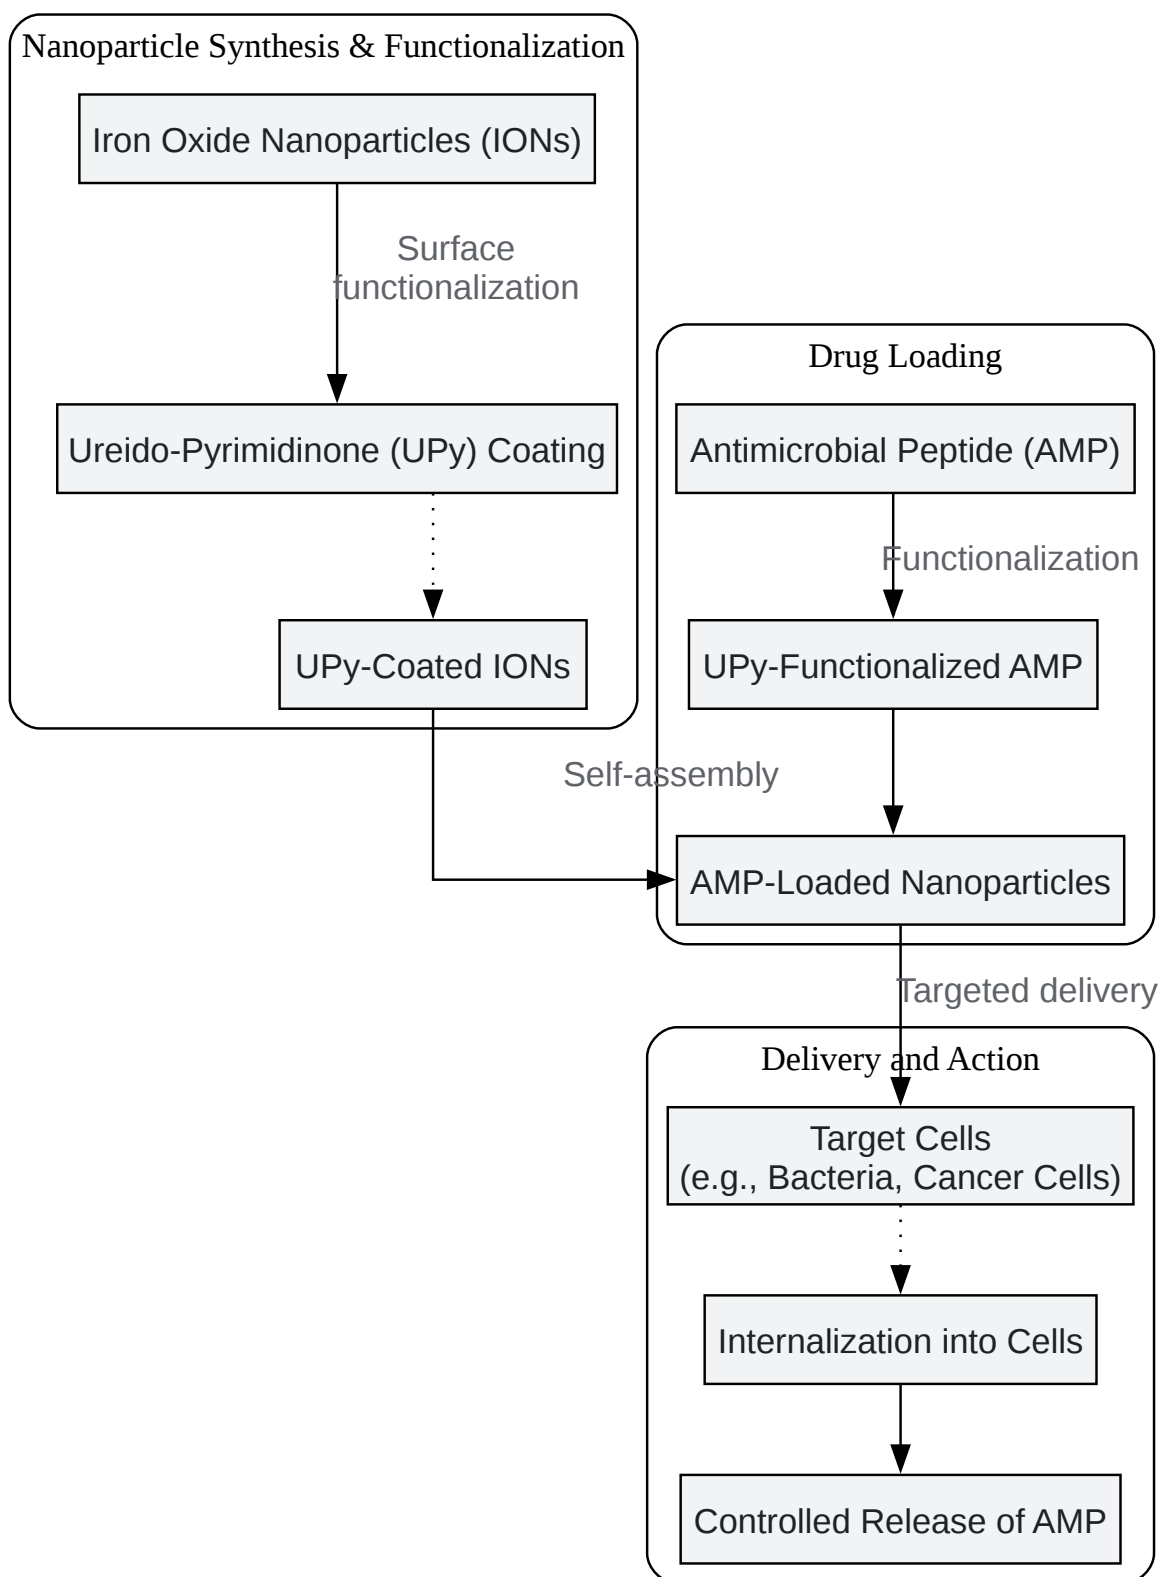 Nanoparticle Synthesis & Functionalization
Iron Oxide Nanoparticles (IONs)
Surface
functionalization
Ureido-Pyrimidinone (UPy) Coating
UPy-Coated IONs
Drug Loading
Antimicrobial Peptide (AMP)
Functionalization
UPy-Functionalized AMP
Self-assembly
AMP-Loaded Nanoparticles
Targeted delivery
Delivery and Action
Target Cells
(e.g., Bacteria, Cancer Cells)
Internalization into Cells
Controlled Release of AMP